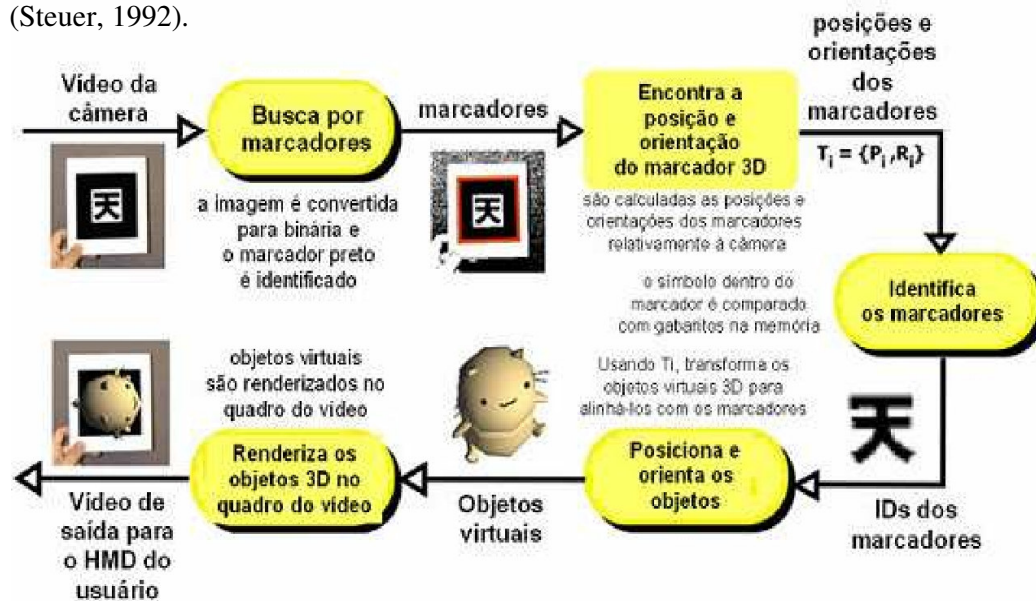 (Steuer, 1992).
Vídeo da
câmera
Busca por
marcadores
a imagem é convertida
para binária e
o marcador preto
é identificado
marcadores
Encontra a
posição e
orientação
do marcador 3D
são calculadas as posições e
orientações dos marcadores
relativamente à câmera
posições e
orientações
dos
marcadores
Ti = {Pi ,Ri}
Identifica
os marcadores
o símbolo dentro do
marcador é comparado
com gabaritos na memória
天
IDs dos
marcadores
Posiciona e
orienta os
objetos
Usando Ti, transforma os
objetos virtuais 3D para
alinhá-los com os marcadores
Objetos
virtuais
Renderiza os
objetos 3D no
quadro do vídeo
objetos virtuais
são renderizados no
quadro do vídeo
Vídeo de
saída para
o HMD do
usuário
天
天